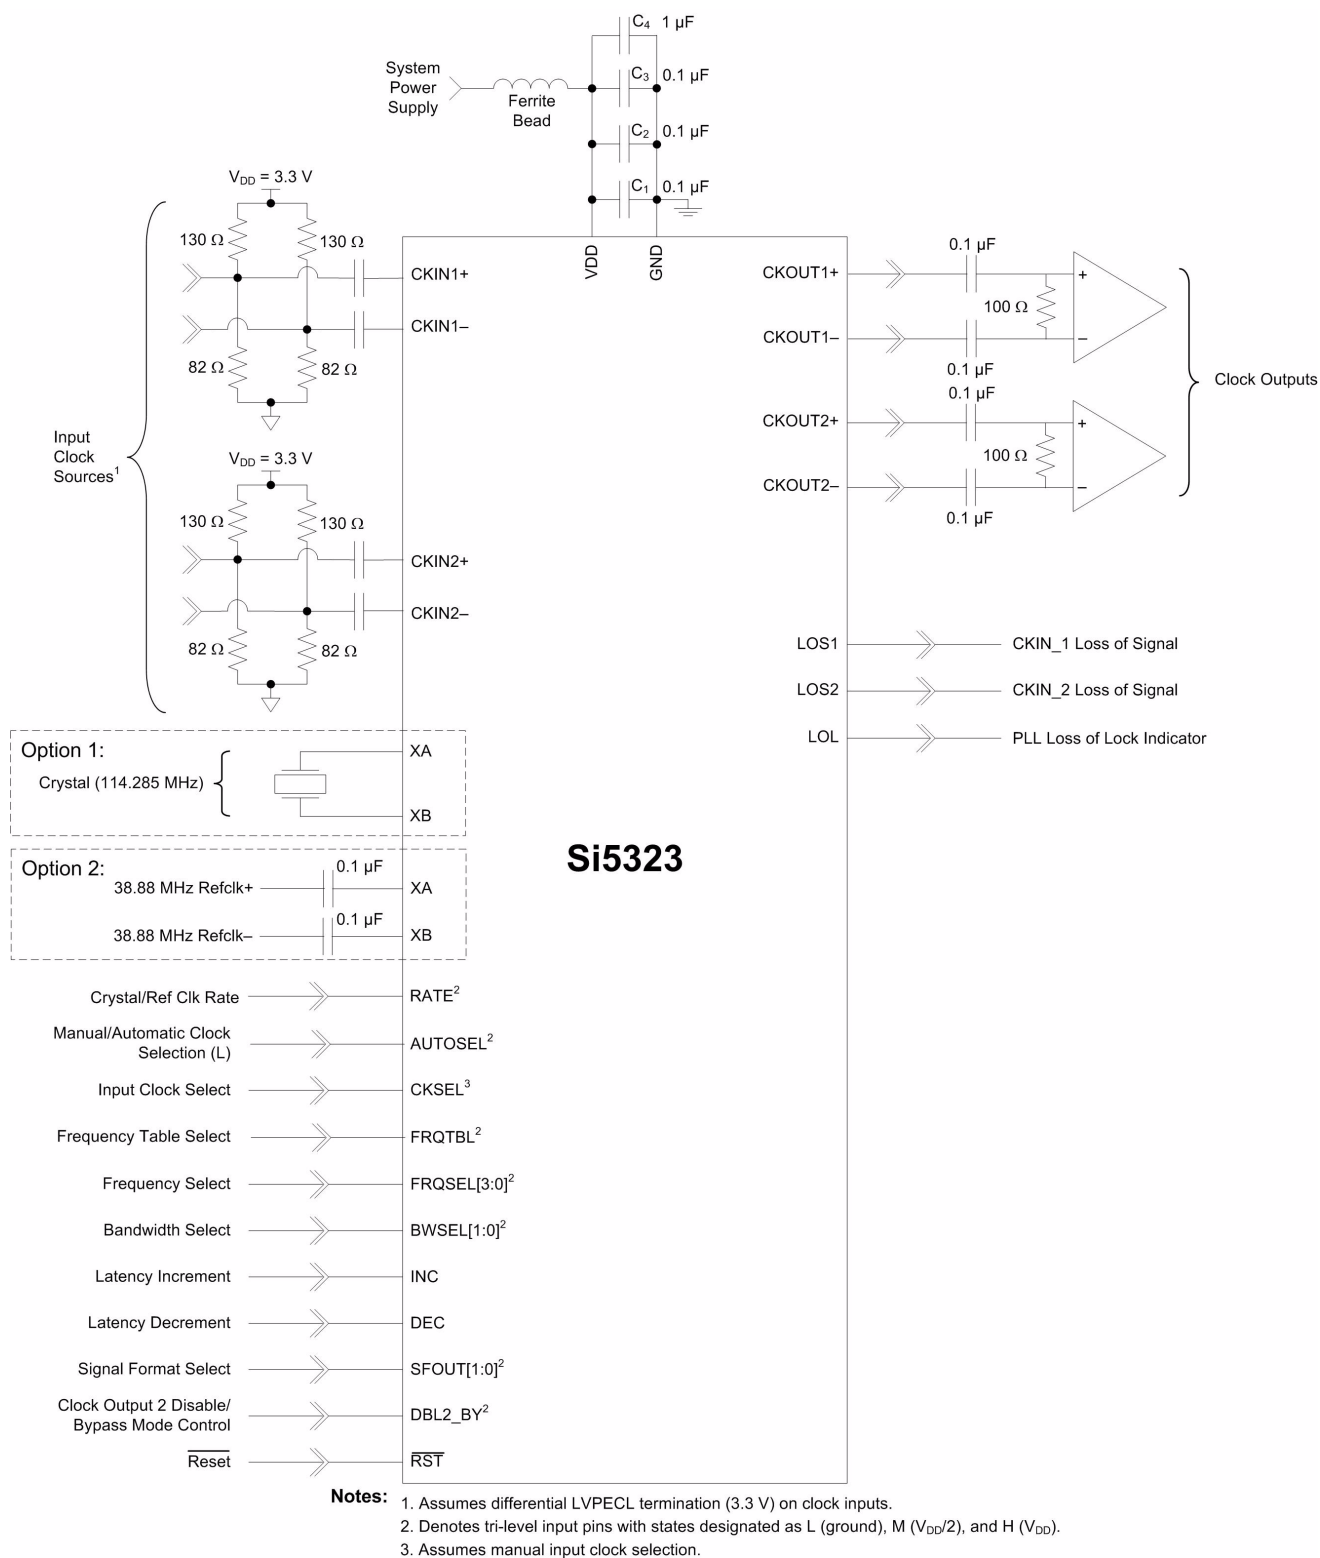 C4 1 µF
System
Power
Supply
Ferrite
Bead
C3 0.1 µF
C2 0.1 µF
C1 0.1 µF
VDD
GND
VDD = 3.3 V
130 Ω
130 Ω
CKIN1+
CKIN1–
82 Ω
82 Ω
Input
Clock
Sources1
VDD = 3.3 V
130 Ω
130 Ω
CKIN2+
CKIN2–
82 Ω
82 Ω
0.1 µF
CKOUT1+
100 Ω
+
–
CKOUT1–
0.1 µF
Clock Outputs
0.1 µF
CKOUT2+
100 Ω
+
–
CKOUT2–
0.1 µF
LOS1 CKIN_1 Loss of Signal
LOS2 CKIN_2 Loss of Signal
LOL PLL Loss of Lock Indicator
Option 1:
Crystal (114.285 MHz)
XA
XB
Si5323
Option 2:
0.1 µF
38.88 MHz Refclk+ XA
0.1 µF
38.88 MHz Refclk– XB
Crystal/Ref Clk Rate RATE2
Manual/Automatic Clock
Selection (L) AUTOSEL2
Input Clock Select CKSEL3
Frequency Table Select FRQTBL2
Frequency Select FRQSEL[3:0]2
Bandwidth Select BWSEL[1:0]2
Latency Increment INC
Latency Decrement DEC
Signal Format Select SFOUT[1:0]2
Clock Output 2 Disable/
Bypass Mode Control DBL2_BY2
Reset RST
Notes: 1. Assumes differential LVPECL termination (3.3 V) on clock inputs.
2. Denotes tri-level input pins with states designated as L (ground), M (VDD/2), and H (VDD).
3. Assumes manual input clock selection.